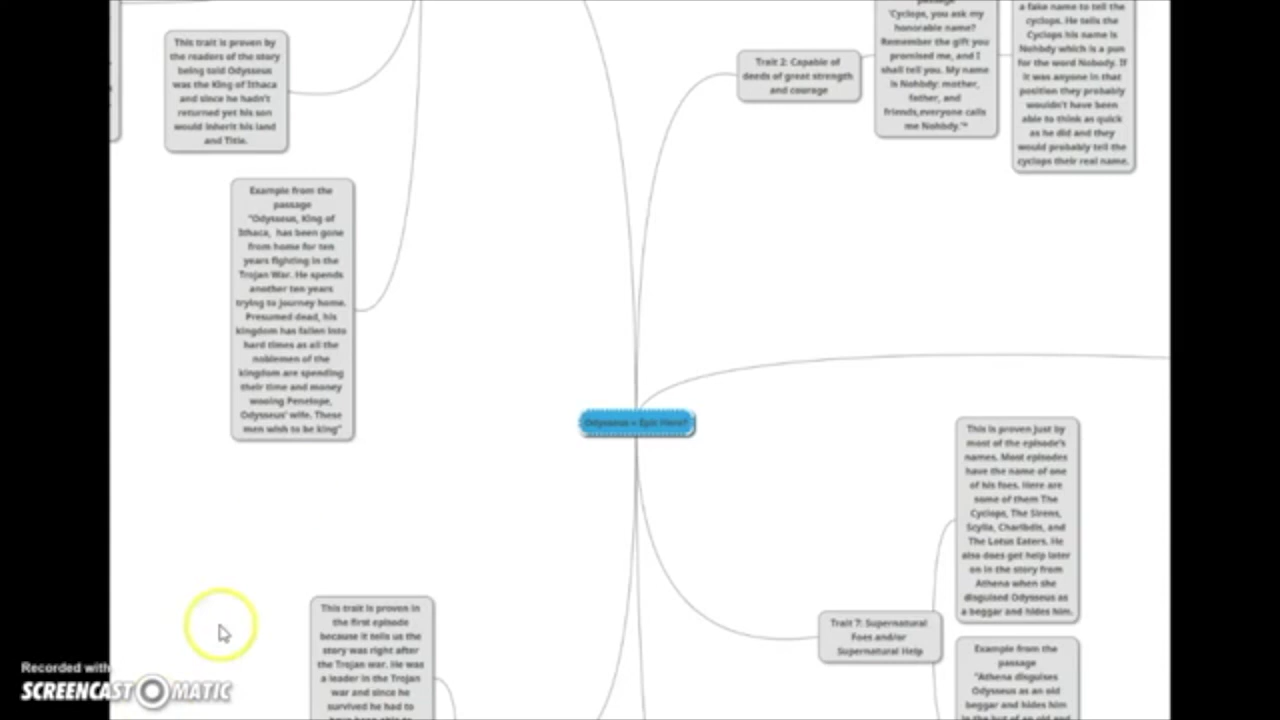 This trait is proven by
the readers of the story
being told Odysseus
was the King of Ithaca
and since he hadn't
returned yet his son
would inherit his land
and Title.
Example from the
passage
"Odysseus, King of
Ithaca, has been gone
from home for ten
years fighting in the
Trojan War. He spends
another ten years
trying to journey home.
Presumed dead, his
kingdom has fallen into
hard times as all the
noblemen of the
kingdom are spending
their time and money
wooing Penelope,
Odysseus' wife. These
men wish to be king"
This trait is proven in
the first episode
because it tells us the
story was right after
the Trojan war. He was
a leader in the Trojan
war and since he
survived he had to
have been able to
Odysseus = Epic Hero?
Trait 2: Capable of
deeds of great strength
and courage
passage
'Cyclops, you ask my
honorable name?
Remember the gift you
promised me, and I
shall tell you. My name
is Nohbdy: mother,
father, and
friends,everyone calls
me Nohbdy.'"
a fake name to tell the
cyclops. He tells the
Cyclops his name is
Nohbdy which is a pun
for the word Nobody. If
it was anyone in that
position they probably
wouldn't have been
able to think as quick
as he did and they
would probably tell the
cyclops their real name.
This is proven just by
most of the episode's
names. Most episodes
have the name of one
of his foes. Here are
some of them The
Cyclops, The Sirens,
Scylla, Charibdis, and
The Lotus Eaters. He
also does get help later
on in the story from
Athena when she
disguised Odysseus as
a beggar and hides him.
Trait 7: Supernatural
Foes and/or
Supernatural Help
Example from the
passage
"Athena disguises
Odysseus as an old
beggar and hides him
in the hut of an old and
Recorded with
SCREENCAST MATIC